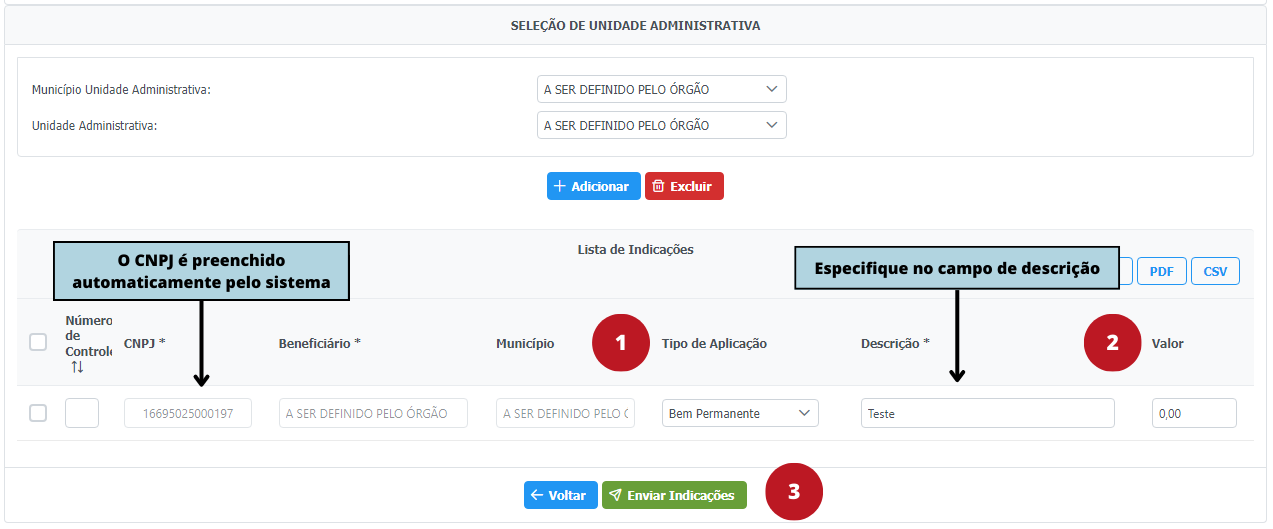 SELEÇÃO DE UNIDADE ADMINISTRATIVA
Município Unidade Administrativa:
A SER DEFINIDO PELO ÓRGÃO
Unidade Administrativa:
A SER DEFINIDO PELO ÓRGÃO
Adicionar
Excluir
Lista de Indicações
O CNPJ é preenchido
automaticamente pelo sistema
Especifique no campo de descrição
PDF
CSV
Número
de
Controle
CNPJ *
Beneficiário *
Município
1
Tipo de Aplicação
Descrição *
2
Valor
16695025000197
A SER DEFINIDO PELO ÓRGÃO
A SER DEFINIDO PELO
Bem Permanente
Teste
0,00
Voltar
Enviar Indicações
3